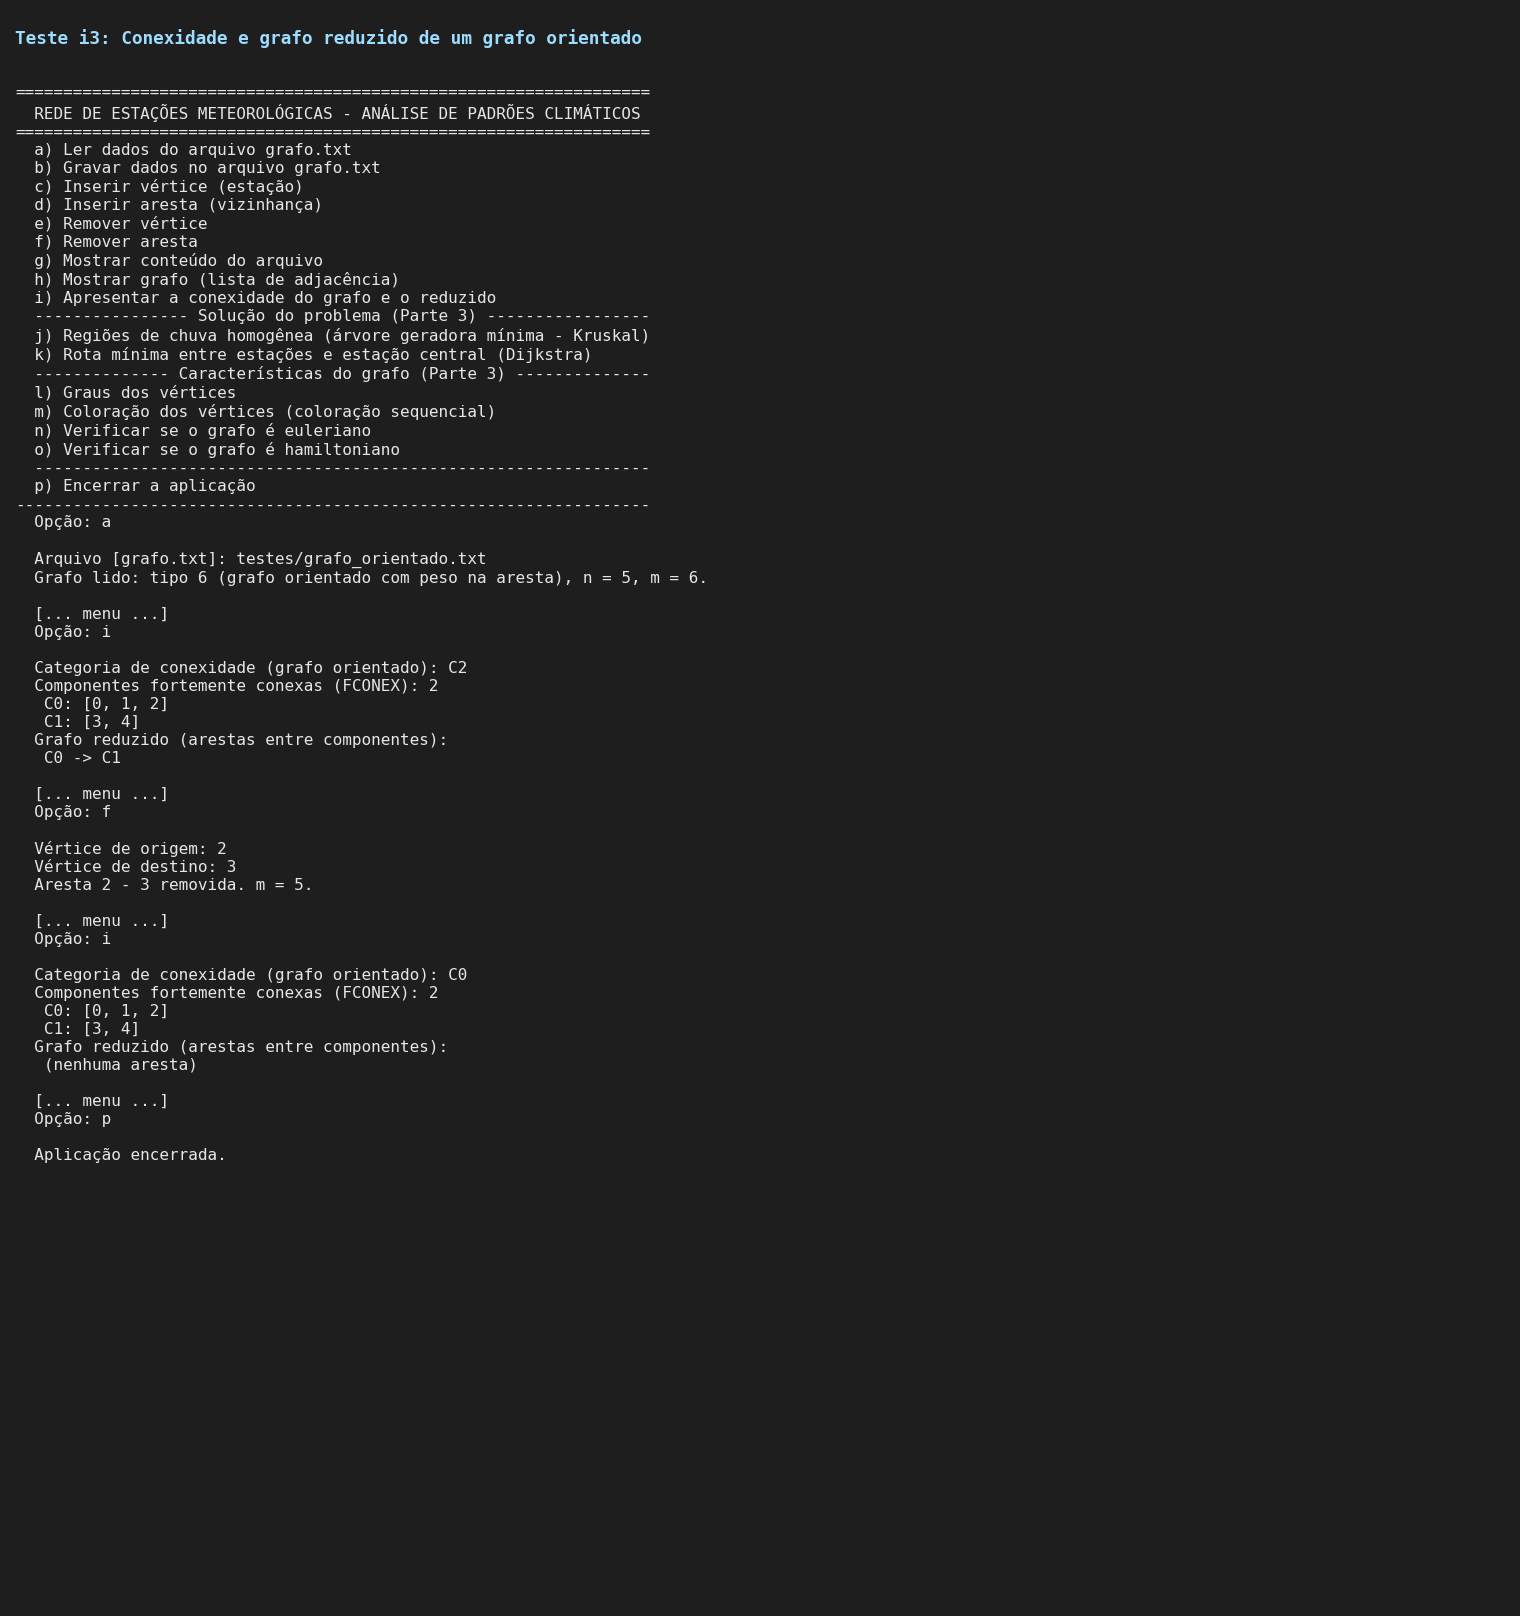 Teste i3: Conexidade e grafo reduzido de um grafo orientado
==================================================================
  REDE DE ESTAÇÕES METEOROLÓGICAS - ANÁLISE DE PADRÕES CLIMÁTICOS
==================================================================
  a) Ler dados do arquivo grafo.txt
  b) Gravar dados no arquivo grafo.txt
  c) Inserir vértice (estação)
  d) Inserir aresta (vizinhança)
  e) Remover vértice
  f) Remover aresta
  g) Mostrar conteúdo do arquivo
  h) Mostrar grafo (lista de adjacência)
  i) Apresentar a conexidade do grafo e o reduzido
  ---------------- Solução do problema (Parte 3) -----------------
  j) Regiões de chuva homogênea (árvore geradora mínima - Kruskal)
  k) Rota mínima entre estações e estação central (Dijkstra)
  -------------- Características do grafo (Parte 3) --------------
  l) Graus dos vértices
  m) Coloração dos vértices (coloração sequencial)
  n) Verificar se o grafo é euleriano
  o) Verificar se o grafo é hamiltoniano
  ----------------------------------------------------------------
  p) Encerrar a aplicação
------------------------------------------------------------------
  Opção: a
  Arquivo [grafo.txt]: testes/grafo_orientado.txt
  Grafo lido: tipo 6 (grafo orientado com peso na aresta), n = 5, m = 6.
  [... menu ...]
  Opção: i
  Categoria de conexidade (grafo orientado): C2
  Componentes fortemente conexas (FCONEX): 2
   C0: [0, 1, 2]
   C1: [3, 4]
  Grafo reduzido (arestas entre componentes):
   C0 -> C1
  [... menu ...]
  Opção: f
  Vértice de origem: 2
  Vértice de destino: 3
  Aresta 2 - 3 removida. m = 5.
  [... menu ...]
  Opção: i
  Categoria de conexidade (grafo orientado): C0
  Componentes fortemente conexas (FCONEX): 2
   C0: [0, 1, 2]
   C1: [3, 4]
  Grafo reduzido (arestas entre componentes):
   (nenhuma aresta)
  [... menu ...]
  Opção: p
  Aplicação encerrada.